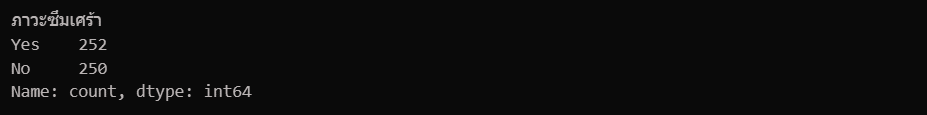 ภาวะซึมเศร้า
Yes    252
No     250
Name: count, dtype: int64